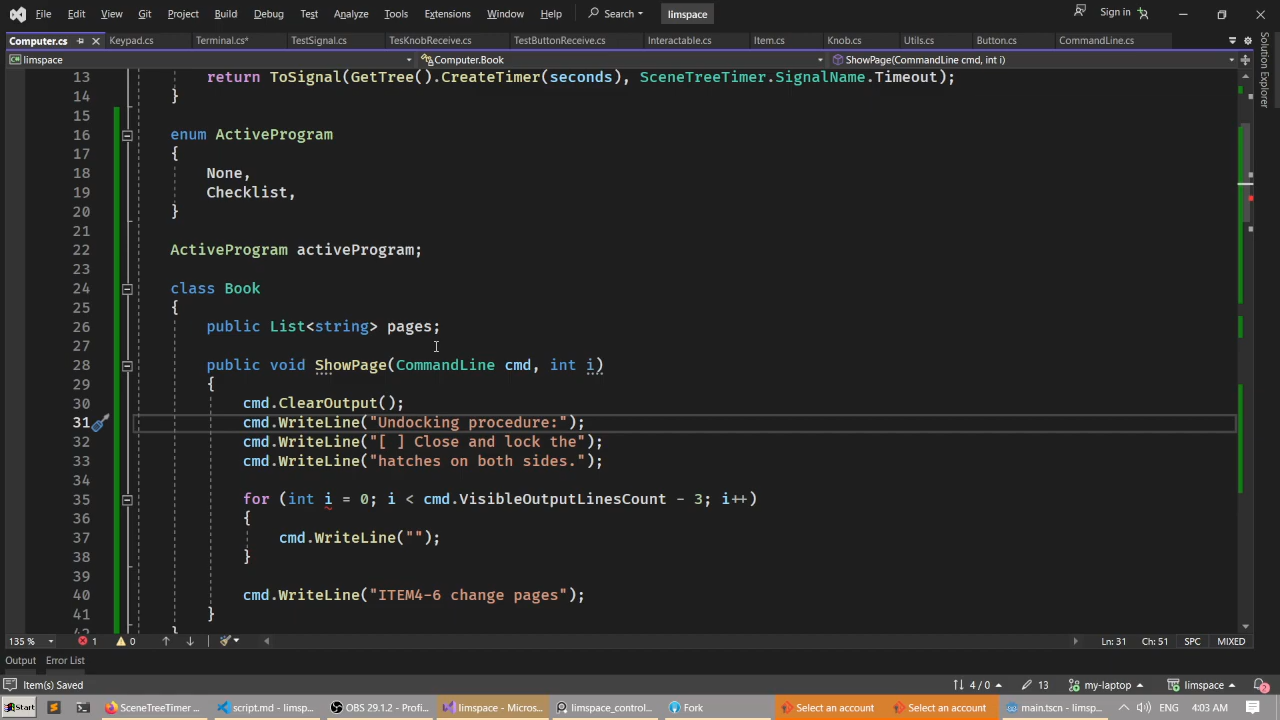 File Edit View Git Project Build Debug Test Analyze Tools Extensions Window Help Search limspace Sign in
Computer.cs Keypad.cs Terminal.cs* TestSignal.cs TesKnobReceive.cs TestButtonReceive.cs Interactable.cs Item.cs Knob.cs Utils.cs Button.cs CommandLine.cs
limspace Computer.Book ShowPage(CommandLine cmd, int i)
Solution Explorer
13 return ToSignal(GetTree().CreateTimer(seconds), SceneTreeTimer.SignalName.Timeout);
14 }
15
16 enum ActiveProgram
17 {
18 None,
19 Checklist,
20 }
21
22 ActiveProgram activeProgram;
23
24 class Book
25 {
26 public List<string> pages;
27
28 public void ShowPage(CommandLine cmd, int i)
29 {
30 cmd.ClearOutput();
31 cmd.WriteLine("Undocking procedure:");
32 cmd.WriteLine("[ ] Close and lock the");
33 cmd.WriteLine("hatches on both sides.");
34
35 for (int i = 0; i < cmd.VisibleOutputLinesCount - 3; i++)
36 {
37 cmd.WriteLine("");
38 }
39
40 cmd.WriteLine("ITEM4-6 change pages");
41 }
42 }
135 % 1 0 Ln: 31 Ch: 51 SPC MIXED
Output Error List
Item(s) Saved 4 / 0 13 my-laptop limspace 2
Start SceneTreeTimer ... script.md - limsp... OBS 29.1.2 - Profi... limspace - Micros... limspace_control... Fork Select an account Select an account main.tscn - limsp... ENG 4:03 AM